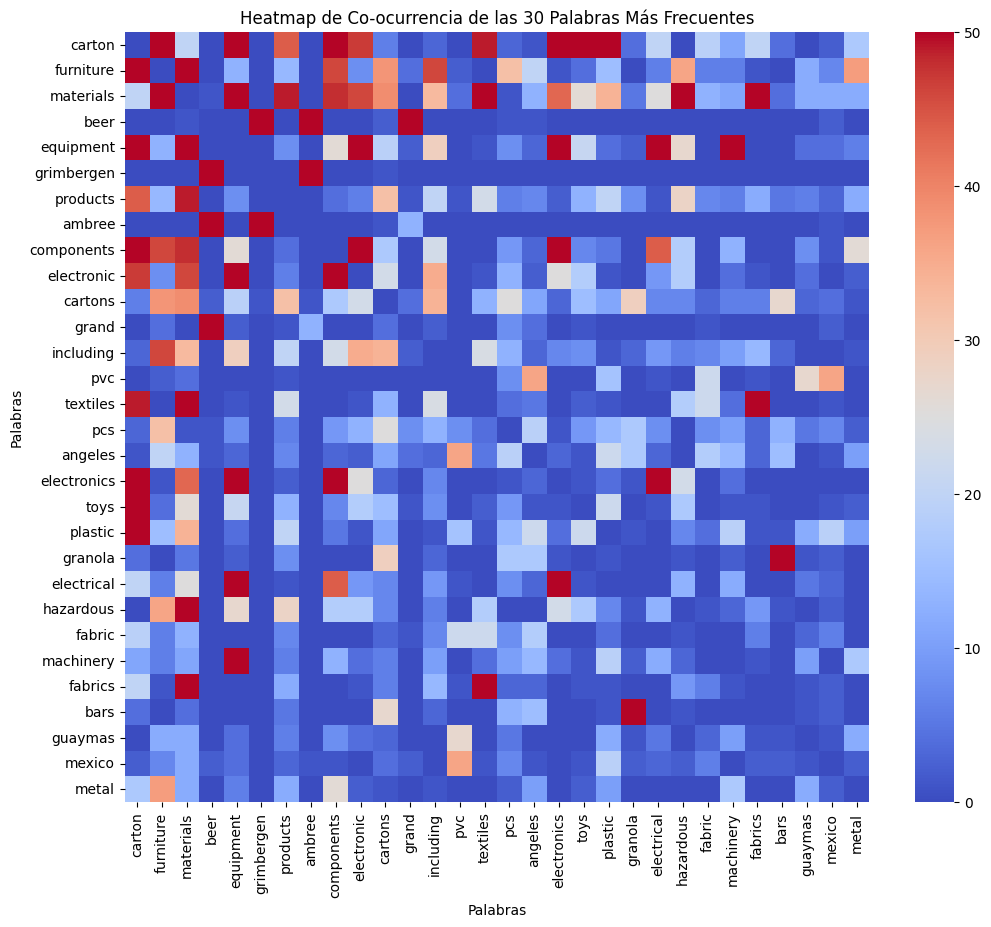 Heatmap de Co-ocurrencia de las 30 Palabras Más Frecuentes
Palabras
carton
furniture
materials
beer
equipment
grimbergen
products
ambree
components
electronic
cartons
grand
including
pvc
textiles
pcs
angeles
electronics
toys
plastic
granola
electrical
hazardous
fabric
machinery
fabrics
bars
guaymas
mexico
metal
carton
furniture
materials
beer
equipment
grimbergen
products
ambree
components
electronic
cartons
grand
including
pvc
textiles
pcs
angeles
electronics
toys
plastic
granola
electrical
hazardous
fabric
machinery
fabrics
bars
guaymas
mexico
metal
Palabras
50
40
30
20
10
0